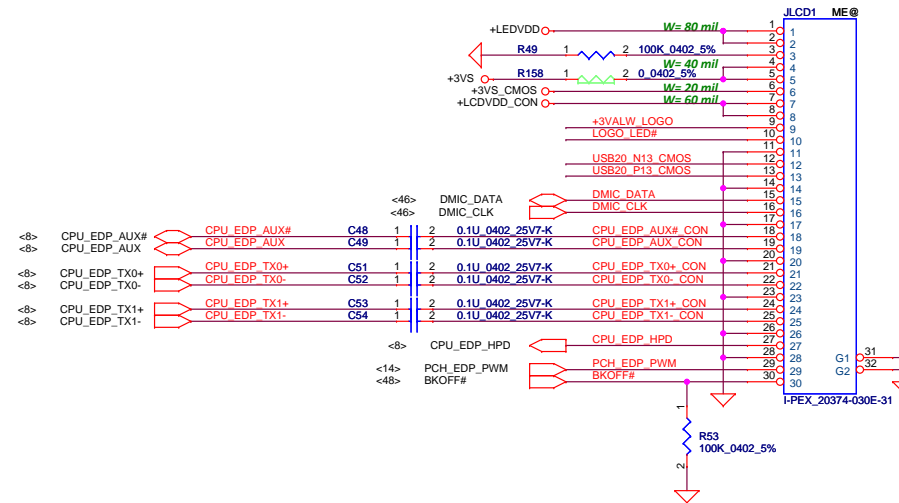 JLCD1 ME@
+LEDVDD W= 80 mil 1 1
2 2
R49 1 2 100K_0402_5% 3 3
W= 40 mil 4 4
+3VS R158 1 2 0_0402_5% 5 5
+3VS_CMOS W= 20 mil 6 6
+LCDVDD_CON W= 60 mil 7 7
8 8
+3VALW_LOGO 9 9
LOGO_LED# 10 10
11 11
USB20_N13_CMOS 12 12
USB20_P13_CMOS 13 13
14 14
<46> DMIC_DATA DMIC_DATA 15 15
<46> DMIC_CLK DMIC_CLK 16 16
17 17
<8> CPU_EDP_AUX# CPU_EDP_AUX# C48 1 2 0.1U_0402_25V7-K CPU_EDP_AUX#_CON 18 18
<8> CPU_EDP_AUX CPU_EDP_AUX C49 1 2 0.1U_0402_25V7-K CPU_EDP_AUX_CON 19 19
20 20
<8> CPU_EDP_TX0+ CPU_EDP_TX0+ C51 1 2 0.1U_0402_25V7-K CPU_EDP_TX0+_CON 21 21
<8> CPU_EDP_TX0- CPU_EDP_TX0- C52 1 2 0.1U_0402_25V7-K CPU_EDP_TX0-_CON 22 22
23 23
<8> CPU_EDP_TX1+ CPU_EDP_TX1+ C53 1 2 0.1U_0402_25V7-K CPU_EDP_TX1+_CON 24 24
<8> CPU_EDP_TX1- CPU_EDP_TX1- C54 1 2 0.1U_0402_25V7-K CPU_EDP_TX1-_CON 25 25
26 26
<8> CPU_EDP_HPD CPU_EDP_HPD 27 27
28 28 G1 31
<14> PCH_EDP_PWM PCH_EDP_PWM 29 29 G2 32
<48> BKOFF# BKOFF# 30 30
I-PEX_20374-030E-31
1
R53
100K_0402_5%
2